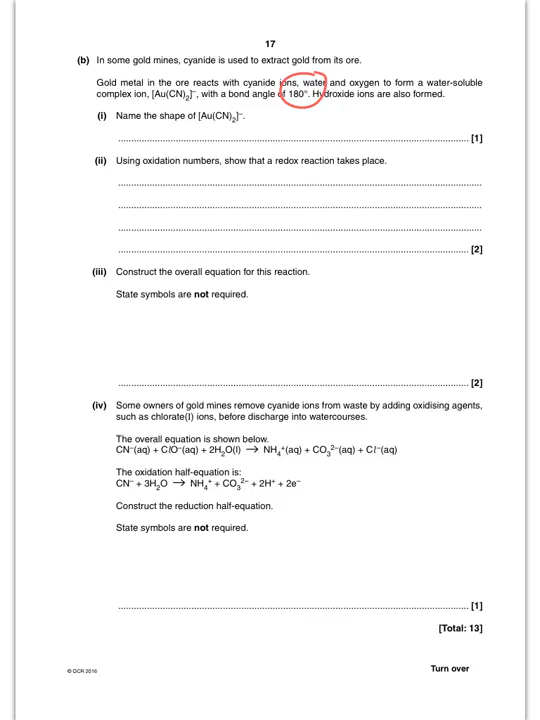 17
(b) In some gold mines, cyanide is used to extract gold from its ore.
Gold metal in the ore reacts with cyanide ions, water and oxygen to form a water-soluble
complex ion, [Au(CN)₂]⁻, with a bond angle of 180°. Hydroxide ions are also formed.
(i) Name the shape of [Au(CN)₂]⁻.
[1]
(ii) Using oxidation numbers, show that a redox reaction takes place.
[2]
(iii) Construct the overall equation for this reaction.
State symbols are not required.
[2]
(iv) Some owners of gold mines remove cyanide ions from waste by adding oxidising agents,
such as chlorate(I) ions, before discharge into watercourses.
The overall equation is shown below.
CN⁻(aq) + ClO⁻(aq) + 2H₂O(l) → NH₄⁺(aq) + CO₃²⁻(aq) + Cl⁻(aq)
The oxidation half-equation is:
CN⁻ + 3H₂O → NH₄⁺ + CO₃²⁻ + 2H⁺ + 2e⁻
Construct the reduction half-equation.
State symbols are not required.
[1]
[Total: 13]
© OCR 2016
Turn over